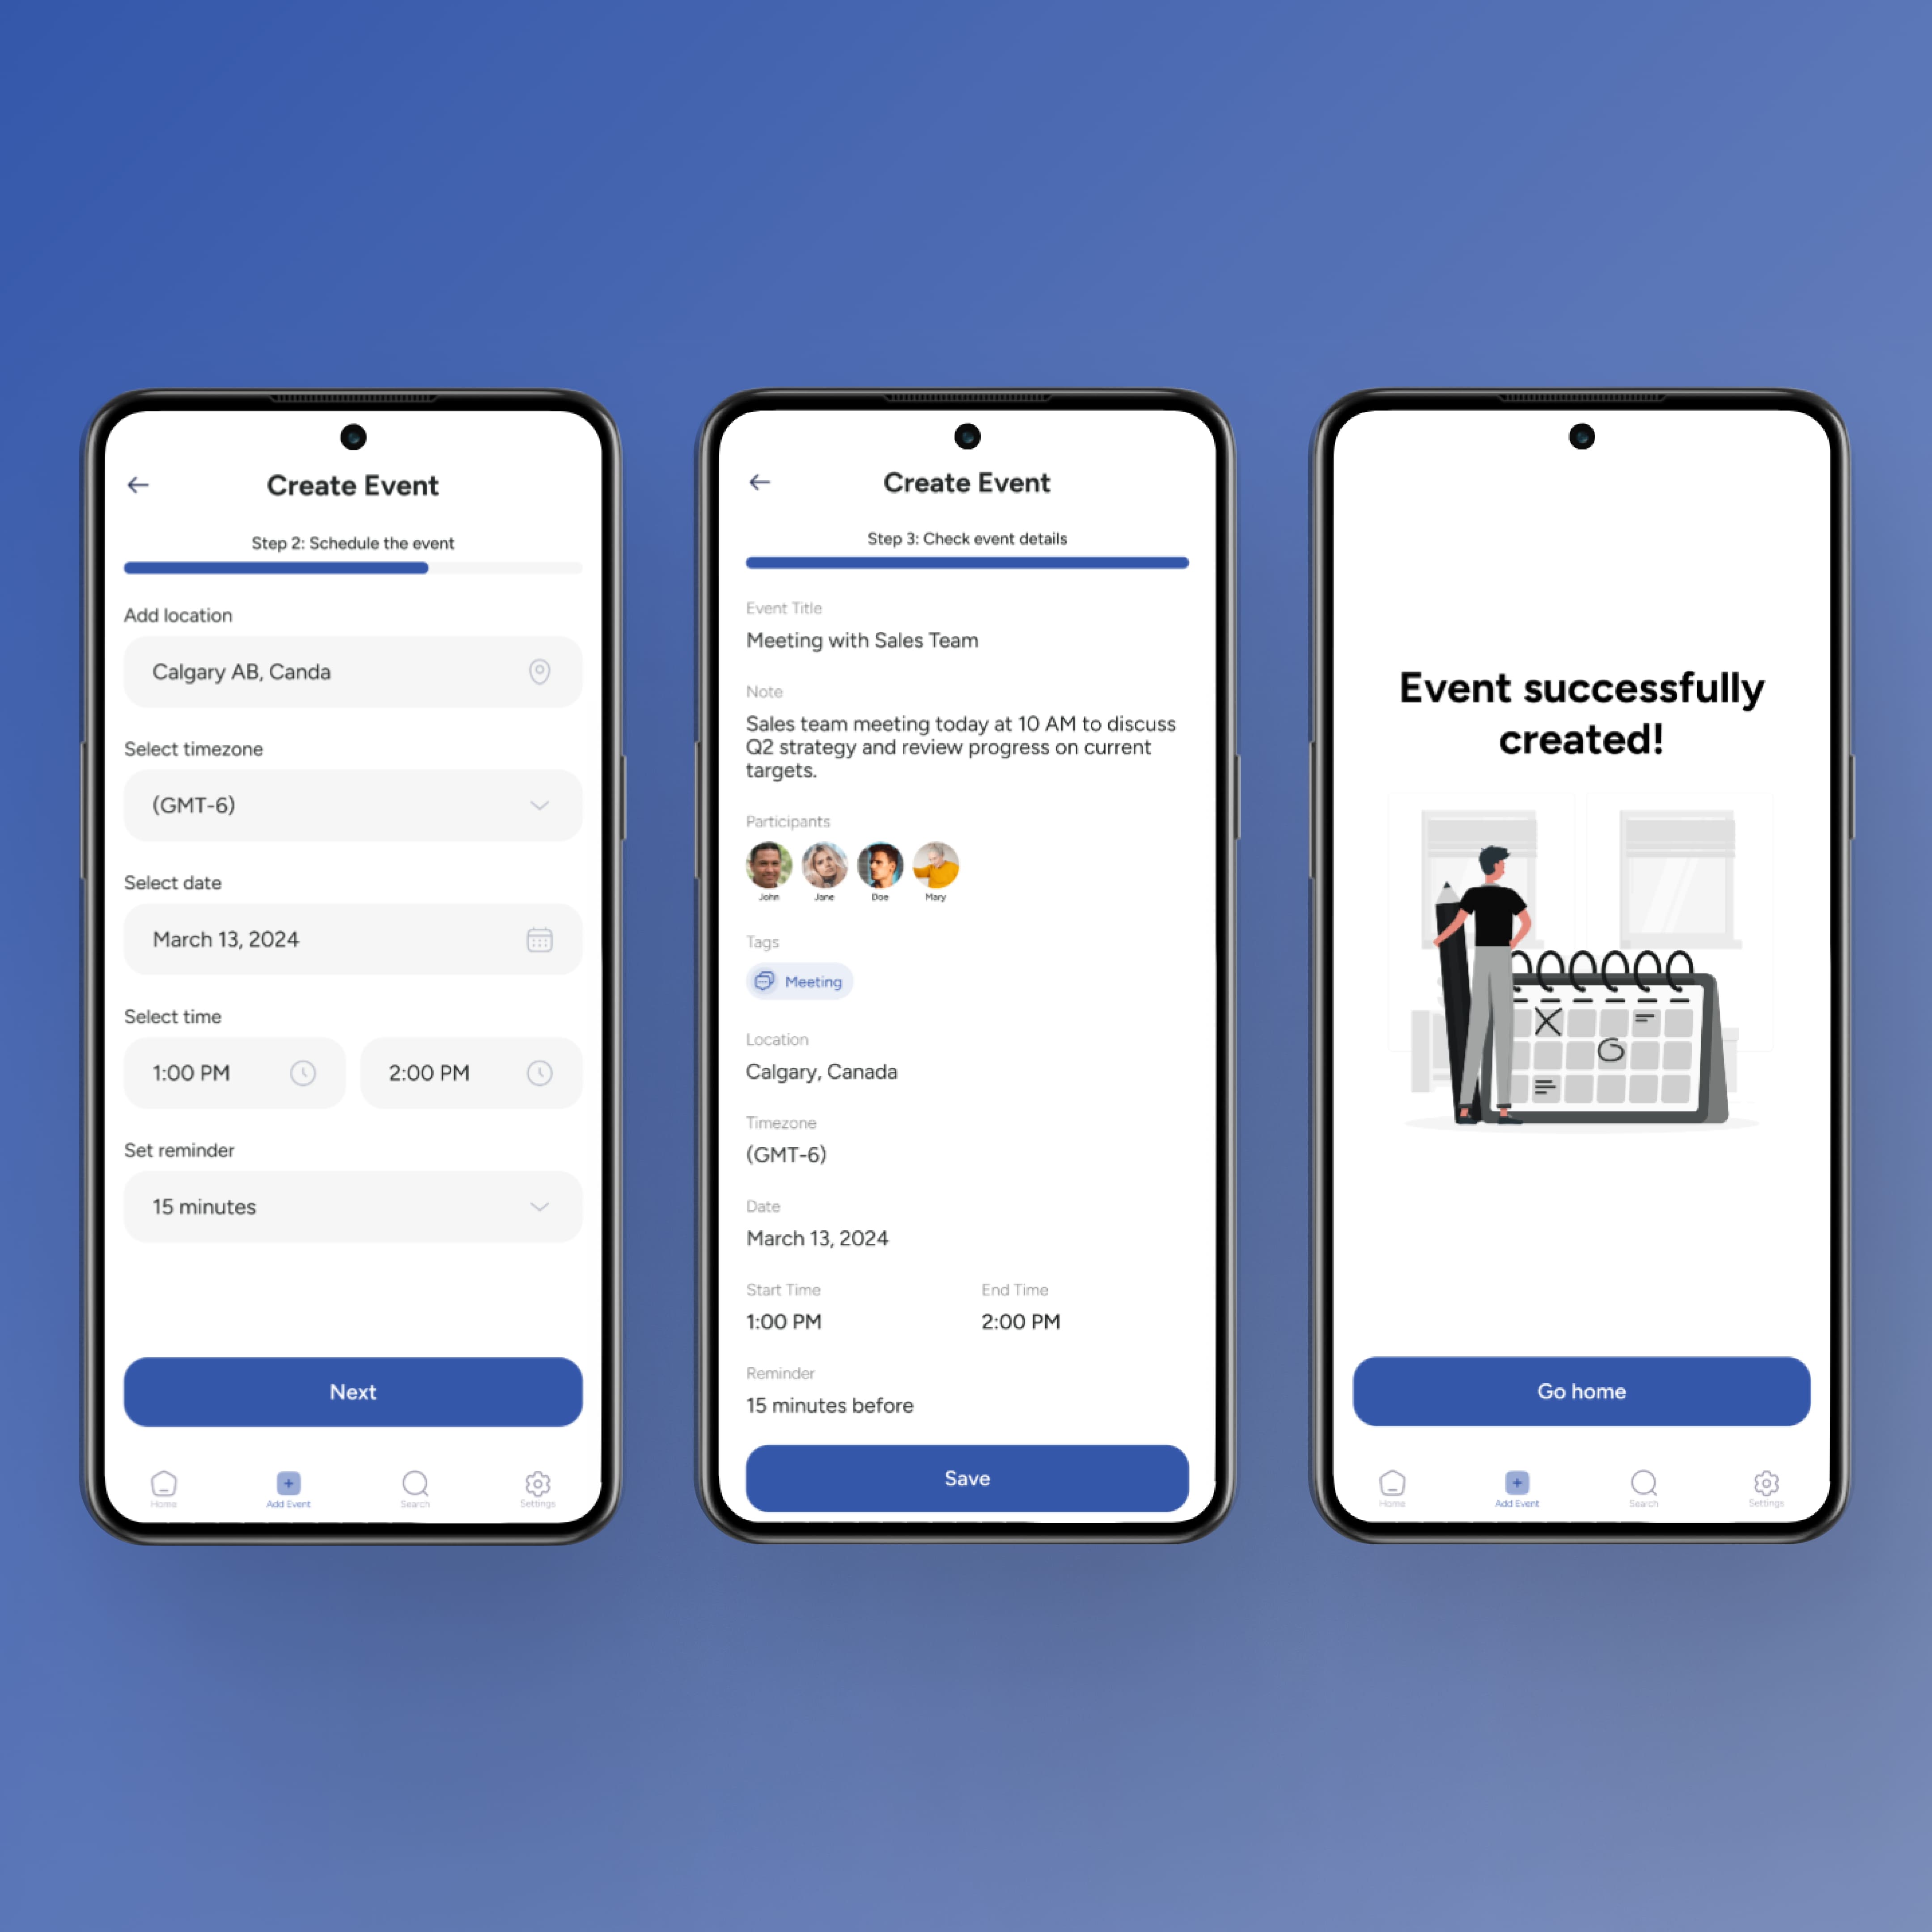 Create Event
Step 2: Schedule the event
Add location
Calgary AB, Canda
Select timezone
(GMT-6)
Select date
March 13, 2024
Select time
1:00 PM
2:00 PM
Set reminder
15 minutes
Next
Home
Add Event
Search
Settings
Create Event
Step 3: Check event details
Event Title
Meeting with Sales Team
Note
Sales team meeting today at 10 AM to discuss
Q2 strategy and review progress on current
targets.
Participants
John
Jane
Doe
Mary
Tags
Meeting
Location
Calgary, Canada
Timezone
(GMT-6)
Date
March 13, 2024
Start Time
End Time
1:00 PM
2:00 PM
Reminder
15 minutes before
Save
Event successfully
created!
Go home
Home
Add Event
Search
Settings